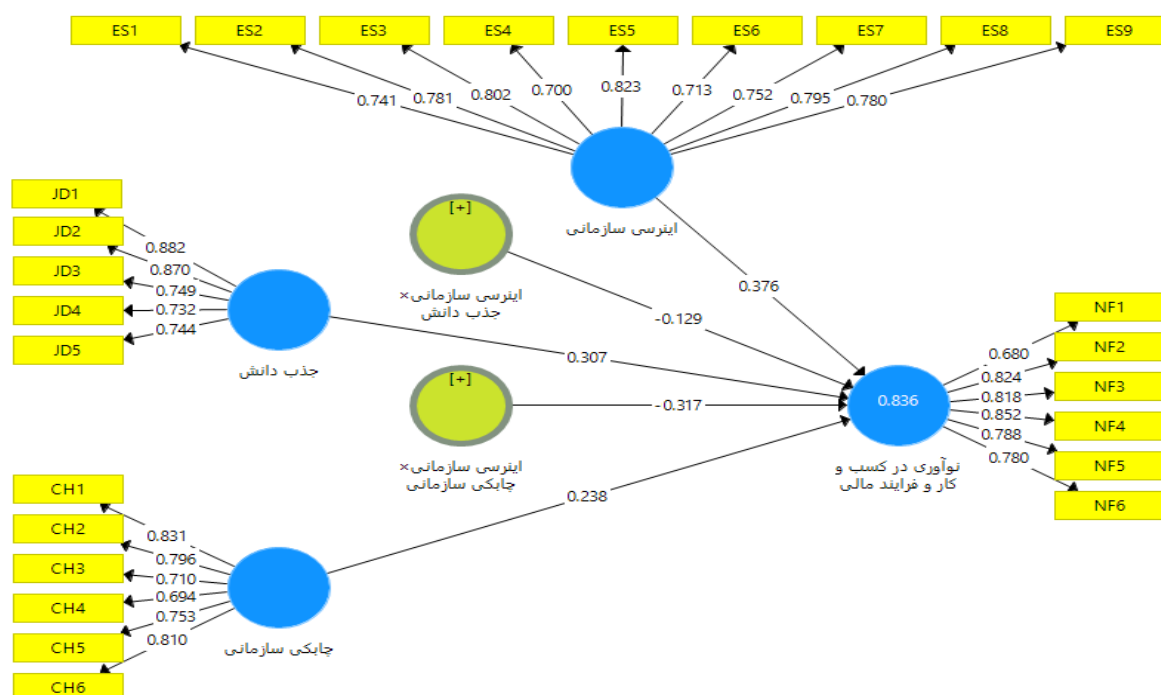 ES1 ES2 ES3 ES4 ES5 ES6 ES7 ES8 ES9
0.741 0.781 0.802 0.700 0.823 0.713 0.752 0.795 0.780
اینرسی سازمانی
JD1
JD2
JD3
JD4
JD5
0.882
0.870
0.749
0.732
0.744
جذب دانش
[+]
اینرسی سازمانی×
جذب دانش
[+]
اینرسی سازمانی×
چابکی سازمانی
0.376
-0.129
0.307
-0.317
0.238
CH1
CH2
CH3
CH4
CH5
CH6
0.831
0.796
0.710
0.694
0.753
0.810
چابکی سازمانی
0.836
نوآوری در کسب و
کار و فرایند مالی
0.680
0.824
0.818
0.852
0.788
0.780
NF1
NF2
NF3
NF4
NF5
NF6